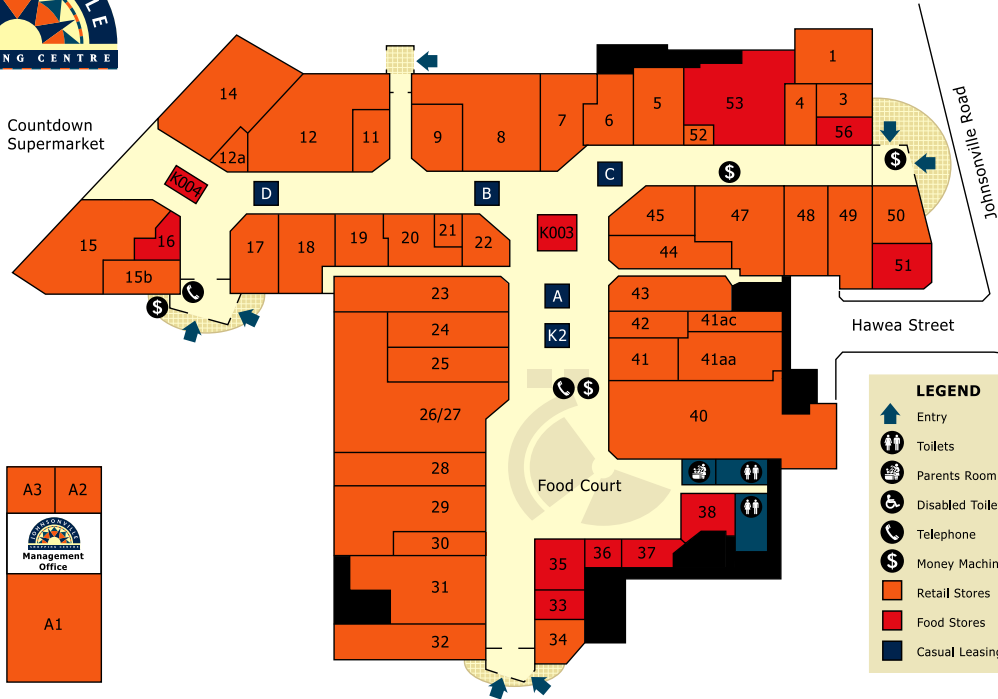 LE
NG CENTRE
Countdown
Supermarket
Johnsonville Road
Hawea Street
14
12a
12
11
9
8
7
6
5
53
52
4
1
3
56
$
K004
D
B
C
$
K003
15
16
15b
17
18
19
20
21
22
45
44
47
48
49
50
51
$
A
K2
$
23
24
25
26/27
28
29
30
31
32
43
42
41ac
41
41aa
40
Food Court
38
35
36
37
33
34
A3
A2
JOHNSONVILLE
SHOPPING CENTRE
Management
Office
A1
LEGEND
Entry
Toilets
Parents Room
Disabled Toile
Telephone
$ Money Machin
Retail Stores
Food Stores
Casual Leasing